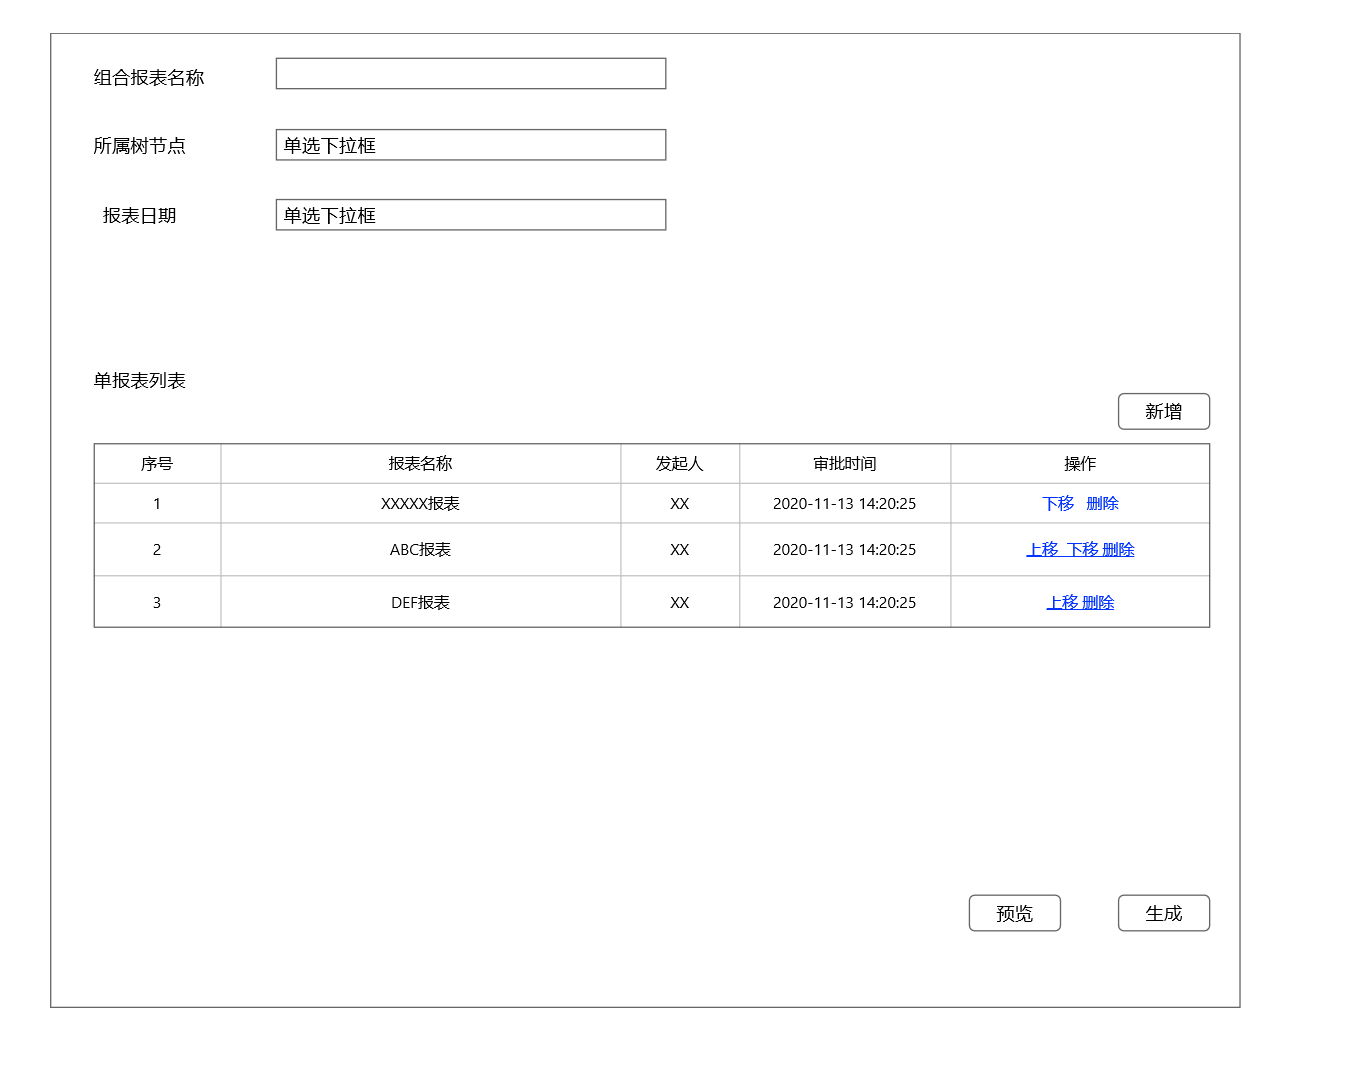 组合报表名称
所属树节点 单选下拉框
报表日期 单选下拉框
单报表列表
新增
序号 报表名称 发起人 审批时间 操作
1 XXXXX报表 XX 2020-11-13 14:20:25 下移 删除
2 ABC报表 XX 2020-11-13 14:20:25 上移 下移 删除
3 DEF报表 XX 2020-11-13 14:20:25 上移 删除
预览 生成